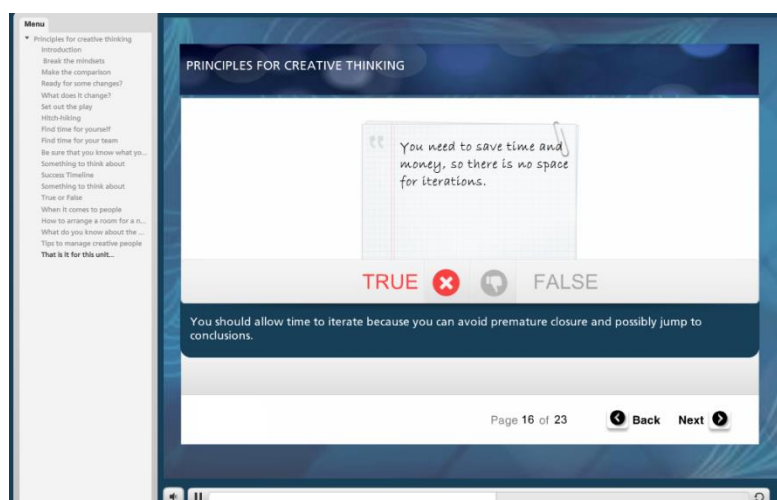 Menu
Principles for creative thinking
Introduction
Break the mindsets
Make the comparison
Ready for some changes?
What does it change?
Set out the play
Hitch-hiking
Find time for yourself
Find time for your team
Be sure that you know what yo...
Something to think about
Success Timeline
Something to think about
True or False
When it comes to people
How to arrange a room for a n...
What do you know about the ...
Tips to manage creative people
That is it for this unit...
PRINCIPLES FOR CREATIVE THINKING
You need to save time and
money, so there is no space
for iterations.
TRUE FALSE
You should allow time to iterate because you can avoid premature closure and possibly jump to
conclusions.
Page 16 of 23 Back Next